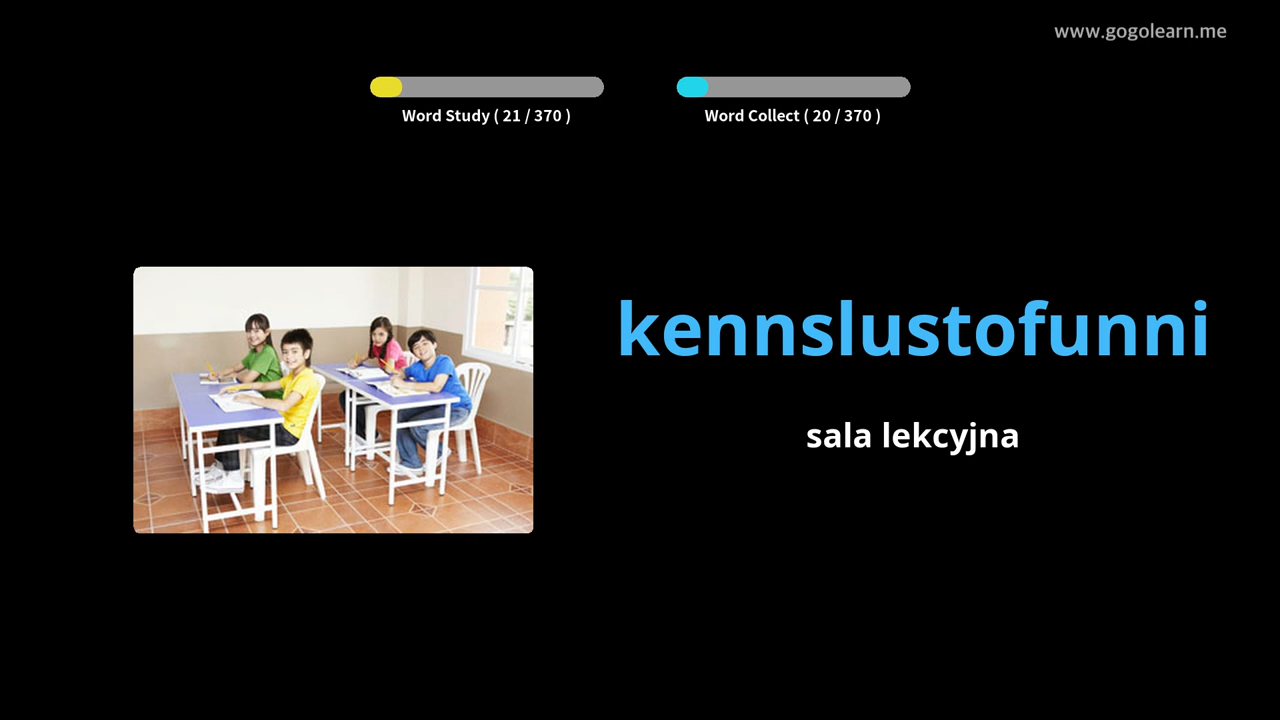 www.gogolearn.me
Word Study ( 21 / 370 )
Word Collect ( 20 / 370 )
kennslustofunni
sala lekcyjna